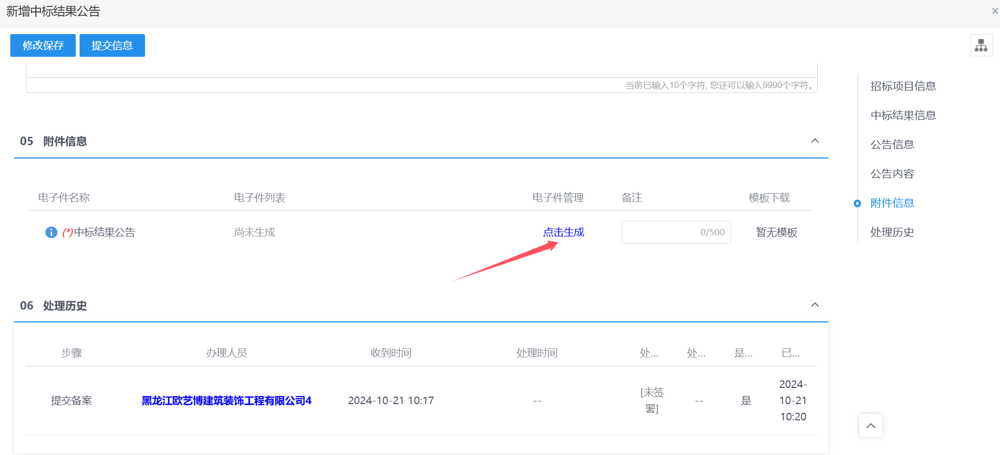 新增中标结果公告
×
修改保存
提交信息
当前已输入10个字符, 您还可以输入9990个字符。
招标项目信息
中标结果信息
公告信息
公告内容
附件信息
处理历史
05 附件信息
电子件名称 电子件列表 电子件管理 备注 模板下载
(*)中标结果公告 尚未生成 点击生成 0/500 暂无模板
06 处理历史
步骤 办理人员 收到时间 处理时间 处... 处... 是... 已...
提交备案 黑龙江欧艺博建筑装饰工程有限公司4 2024-10-21 10:17 -- [未签
署] -- 是 2024-
10-21
10:20